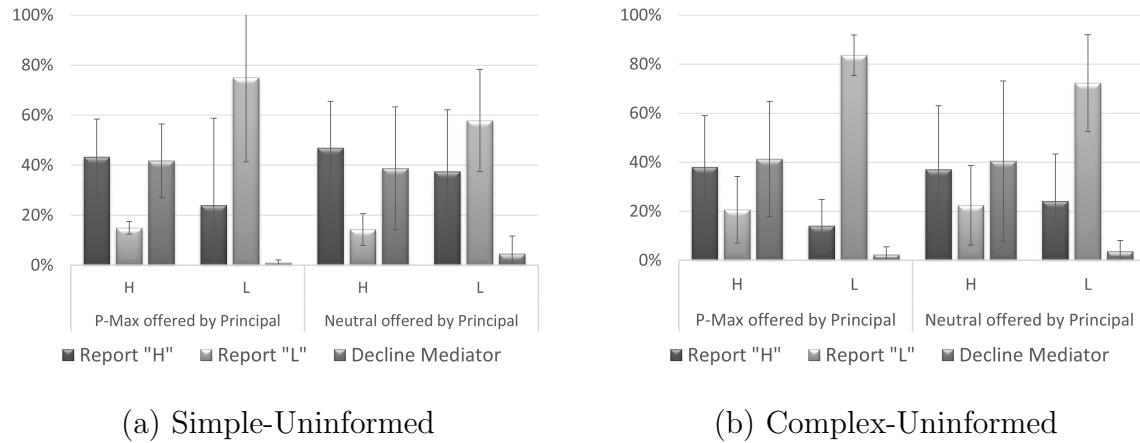 100%
80%
60%
40%
20%
0%
H L H L
P-Max offered by Principal Neutral offered by Principal
Report "H" Report "L" Decline Mediator
(a) Simple-Uninformed
100%
80%
60%
40%
20%
0%
H L H L
P-Max offered by Principal Neutral offered by Principal
Report "H" Report "L" Decline Mediator
(b) Complex-Uninformed